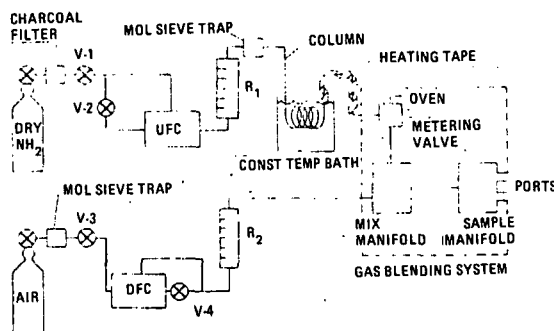 CHARCOAL
FILTER
MOL SIEVE TRAP
COLUMN
V-1
HEATING TAPE
V-2
R1
OVEN
METERING
VALVE
DRY
NH2
UFC
CONST TEMP BATH
MOL SIEVE TRAP
PORTS
V-3
R2
MIX
MANIFOLD
SAMPLE
MANIFOLD
GAS BLENDING SYSTEM
AIR
DFC
V-4